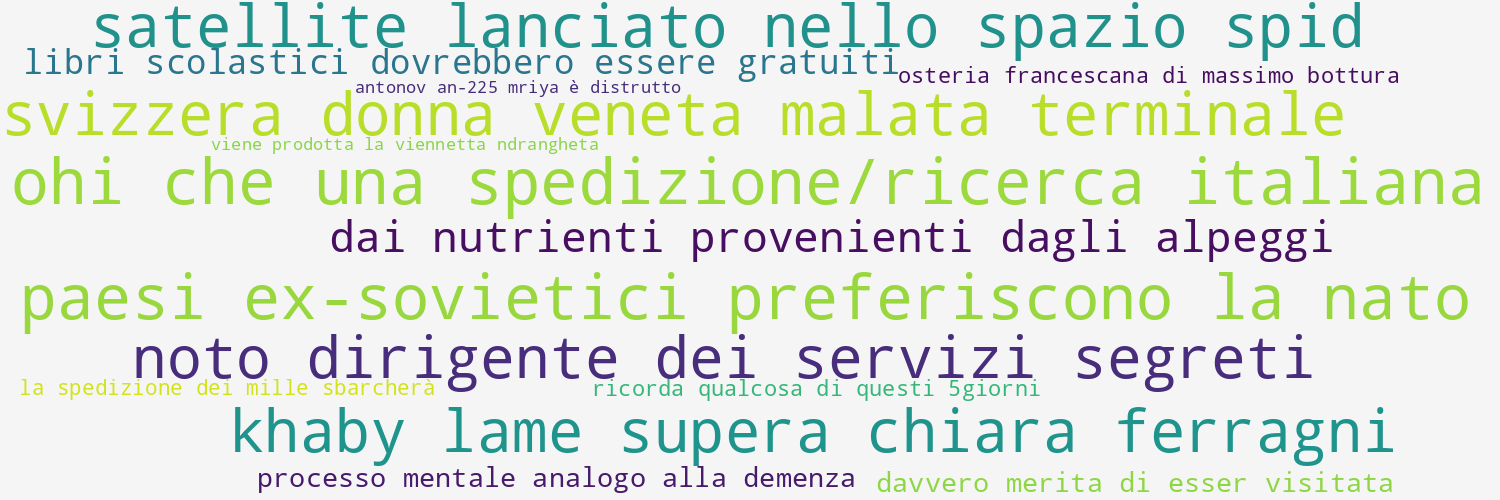 satellite lanciato nello spazio spid
libri scolastici dovrebbero essere gratuiti
osteria francescana di massimo bottura
antonov an-225 mriya è distrutto
svizzera donna veneta malata terminale
viene prodotta la viennetta ndrangheta
ohi che una spedizione/ricerca italiana
dai nutrienti provenienti dagli alpeggi
paesi ex-sovietici preferiscono la nato
noto dirigente dei servizi segreti
la spedizione dei mille sbarcherà
ricorda qualcosa di questi 5giorni
khaby lame supera chiara ferragni
processo mentale analogo alla demenza
davvero merita di esser visitata